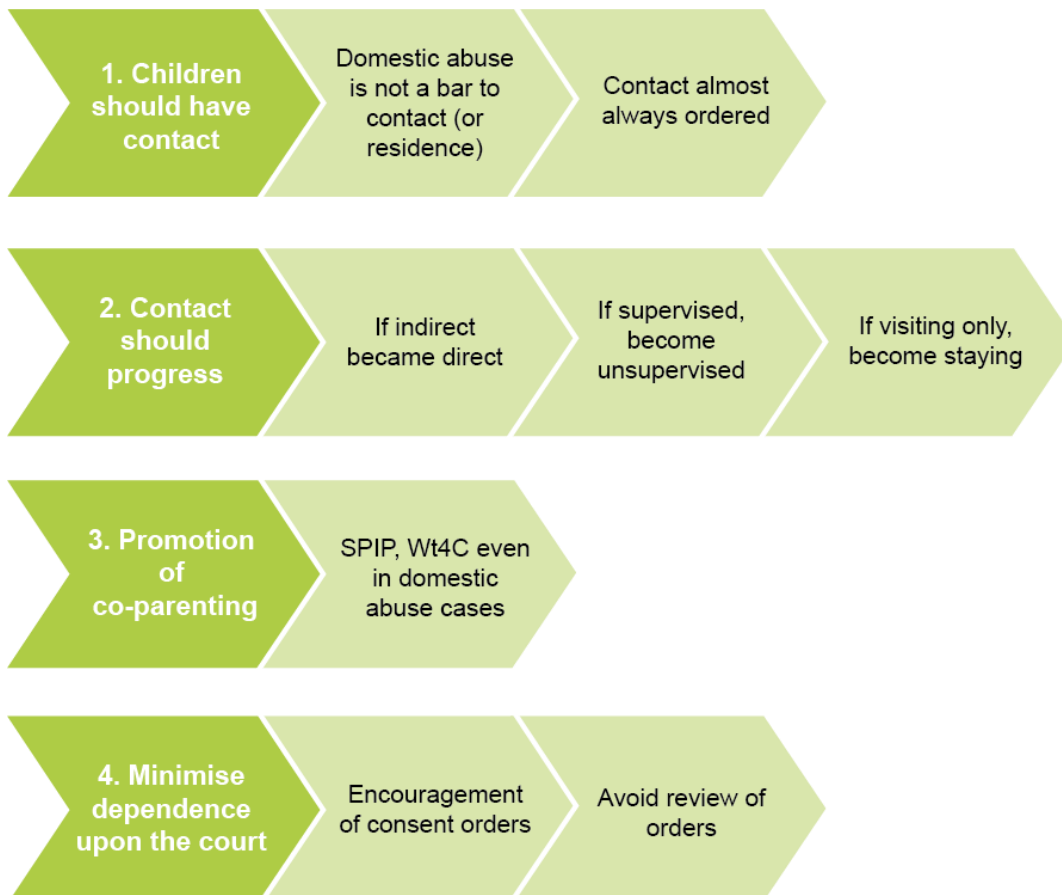 1. Children
should have
contact
Domestic abuse
is not a bar to
contact (or
residence)
Contact almost
always ordered
2. Contact
should
progress
If indirect
became direct
If supervised,
become
unsupervised
If visiting only,
become staying
3. Promotion
of
co-parenting
SPIP, Wt4C even
in domestic
abuse cases
4. Minimise
dependence
upon the court
Encouragement
of consent orders
Avoid review of
orders